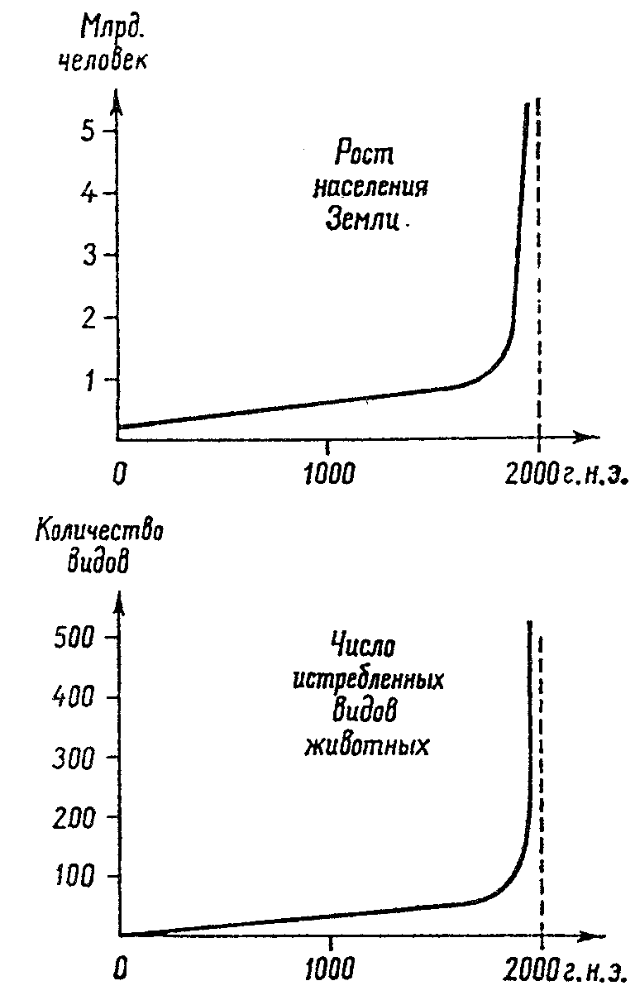 Млрд.
человек
5
4
3
2
1
Рост
населения
Земли
0
1000
2000 г. н. э.
Количество
видов
500
400
300
200
100
Число
истребленных
видов
животных
0
1000
2000 г. н. э.